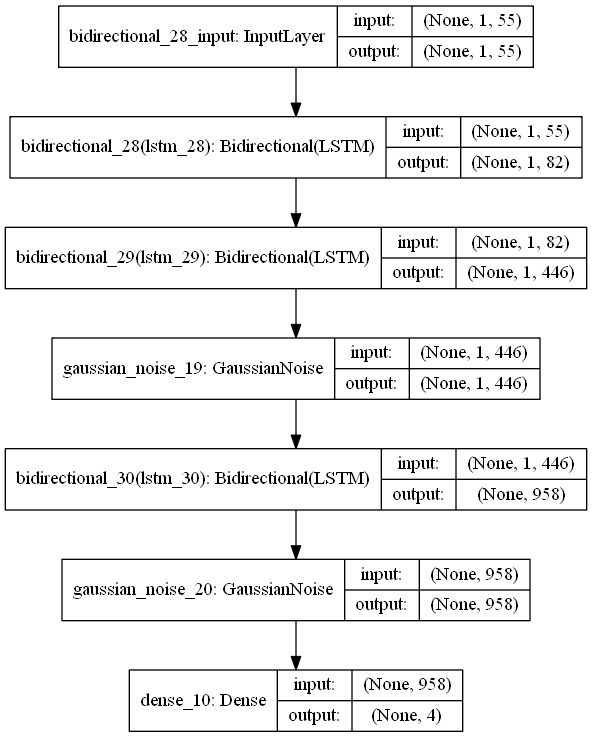 bidirectional_28_input: InputLayer
input: (None, 1, 55)
output: (None, 1, 55)
bidirectional_28(lstm_28): Bidirectional(LSTM)
input: (None, 1, 55)
output: (None, 1, 82)
bidirectional_29(lstm_29): Bidirectional(LSTM)
input: (None, 1, 82)
output: (None, 1, 446)
gaussian_noise_19: GaussianNoise
input: (None, 1, 446)
output: (None, 1, 446)
bidirectional_30(lstm_30): Bidirectional(LSTM)
input: (None, 1, 446)
output: (None, 958)
gaussian_noise_20: GaussianNoise
input: (None, 958)
output: (None, 958)
dense_10: Dense
input: (None, 958)
output: (None, 4)